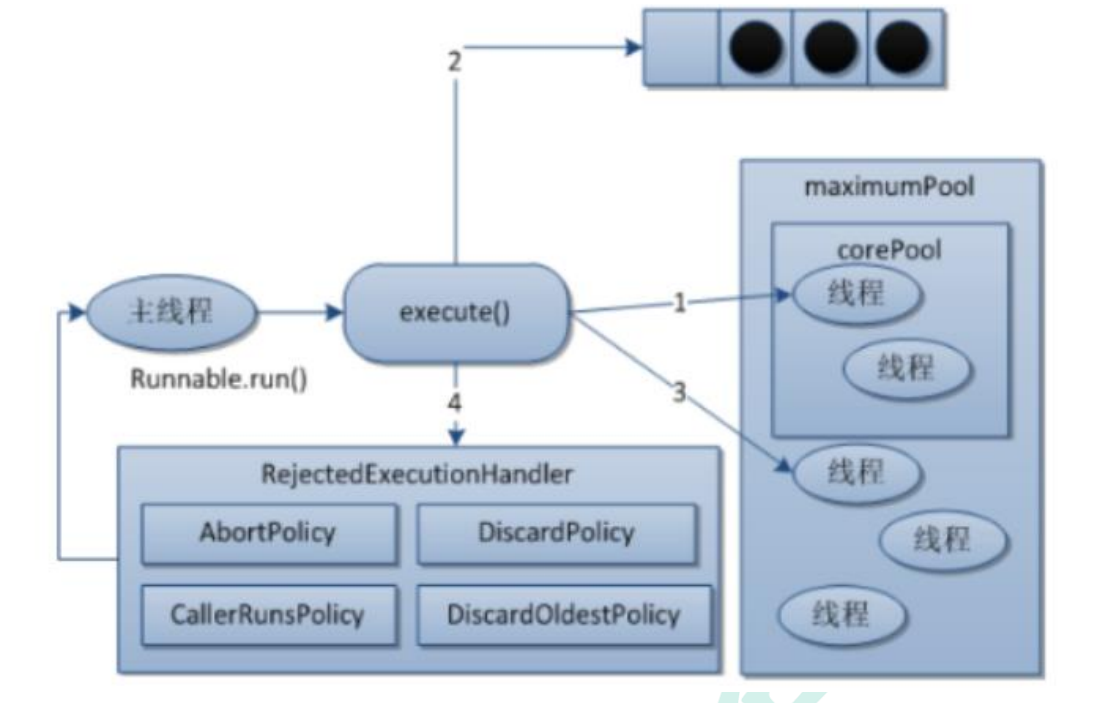 2
maximumPool
corePool
线程
主线程
execute()
1
线程
Runnable.run()
4
3
RejectedExecutionHandler
线程
AbortPolicy
DiscardPolicy
线程
CallerRunsPolicy
DiscardOldestPolicy
线程